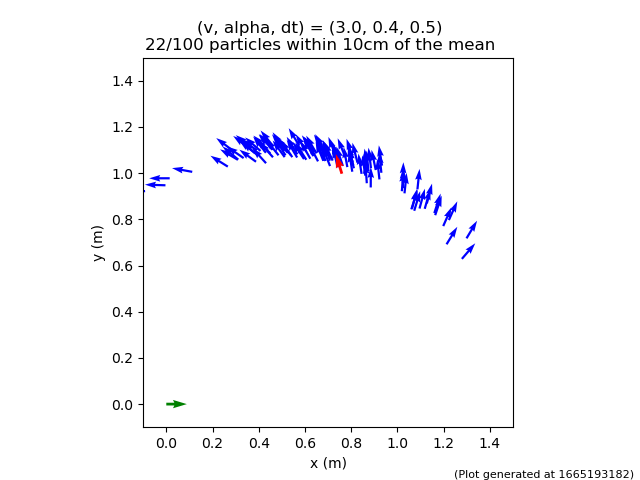 (v, alpha, dt) = (3.0, 0.4, 0.5)
22/100 particles within 10cm of the mean
1.4
1.2
1.0
0.8
0.6
0.4
0.2
0.0
y (m)
0.0 0.2 0.4 0.6 0.8 1.0 1.2 1.4
x (m)
(Plot generated at 1665193182)